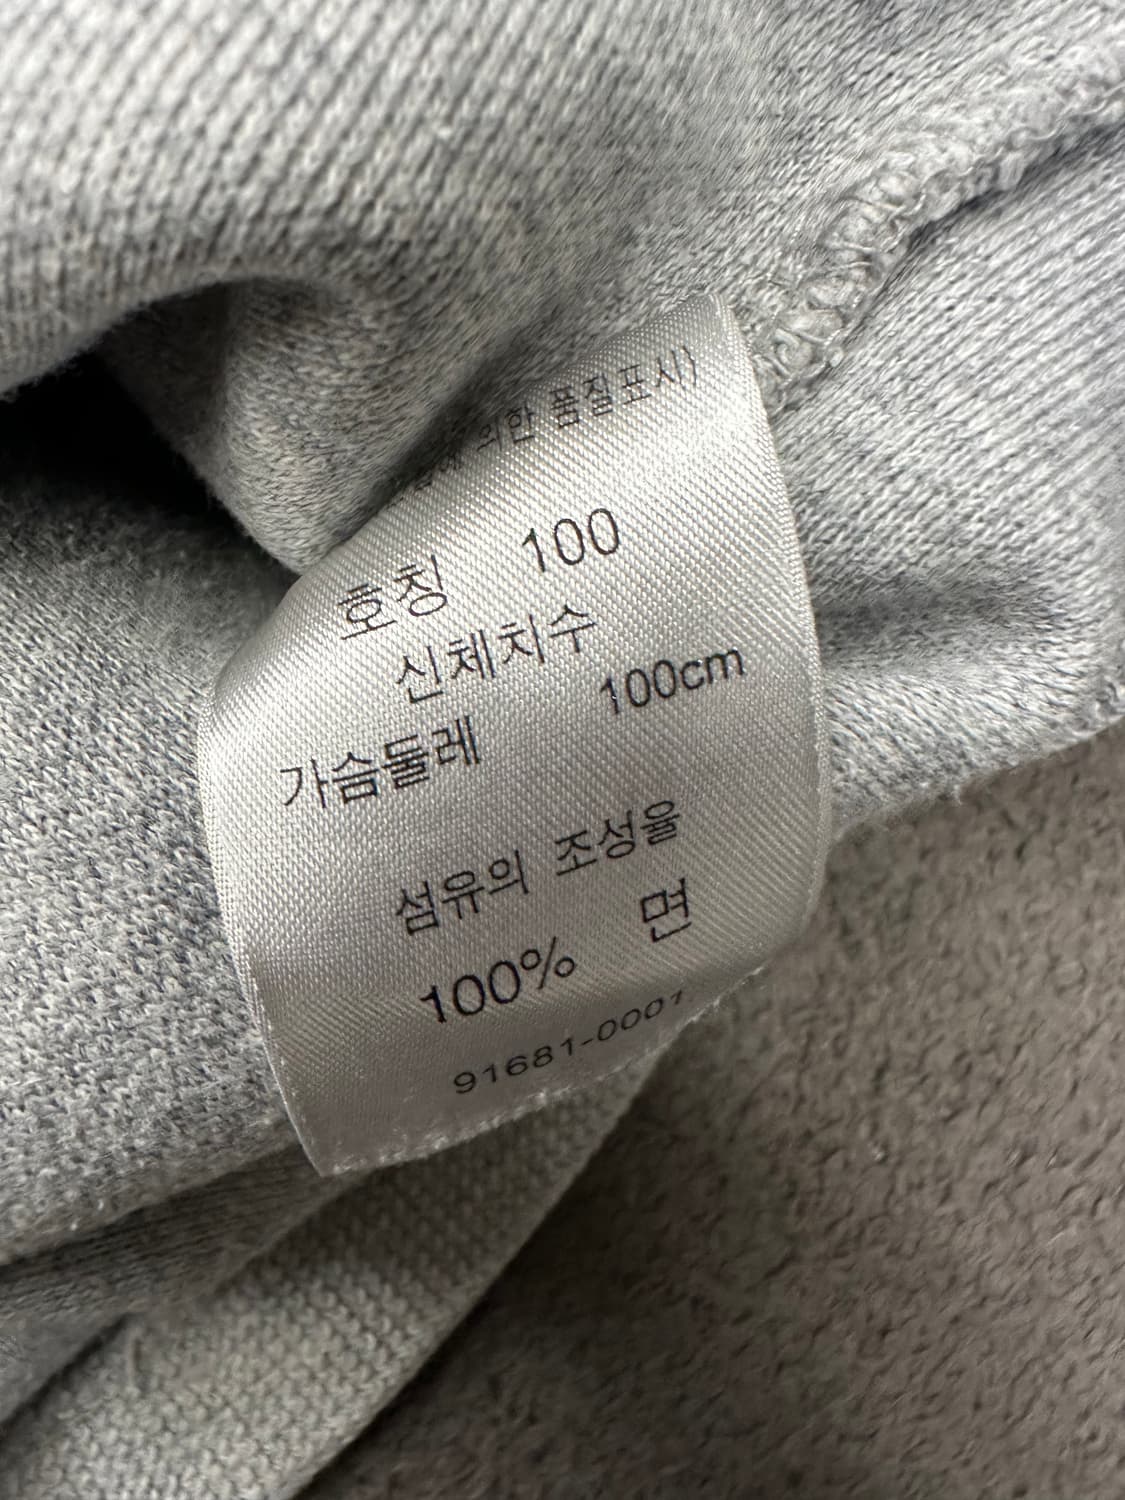 의한 품질표시)
호칭 100
신체치수
가슴둘레 100cm
섬유의 조성율
100% 면
91681-0001